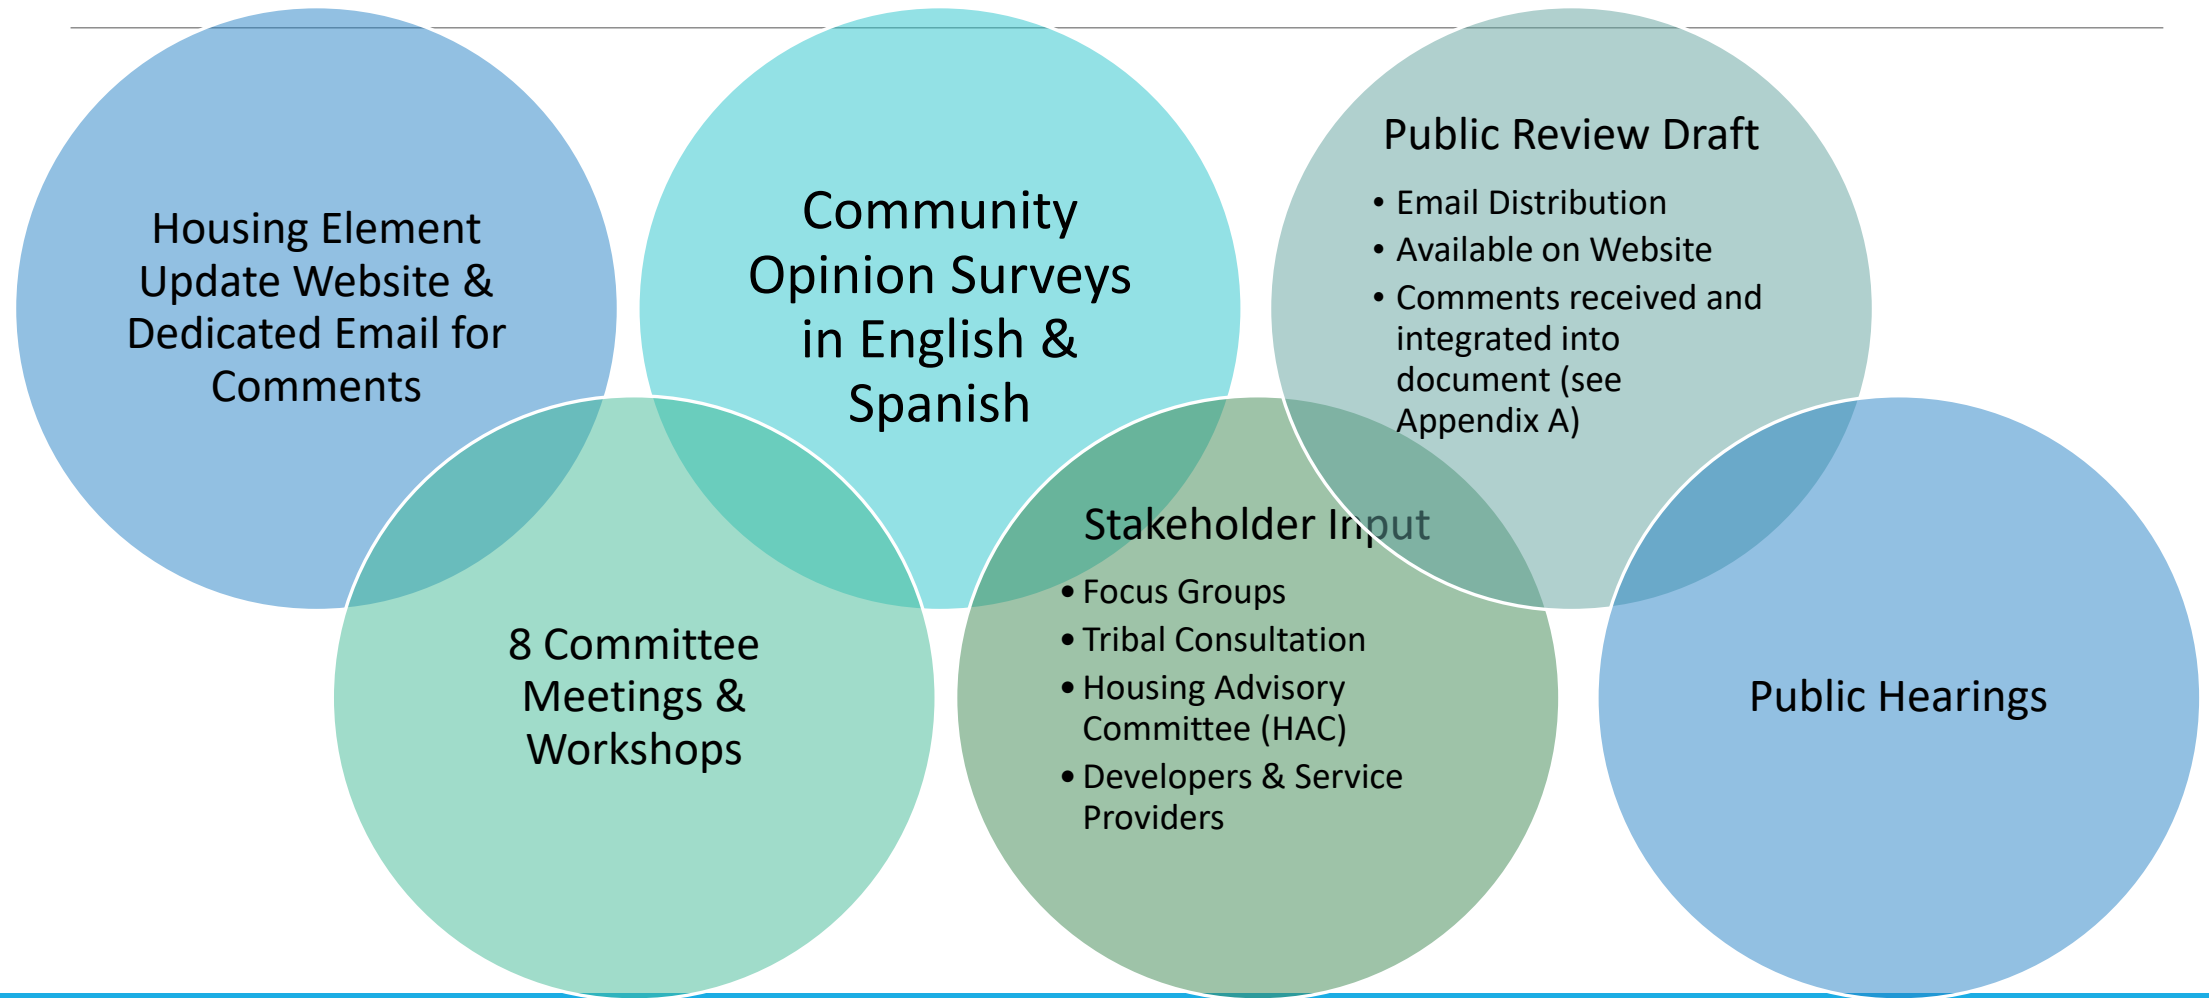 Housing Element
Update Website &
Dedicated Email for
Comments
8 Committee
Meetings &
Workshops
Community
Opinion Surveys
in English &
Spanish
Stakeholder Input
• Focus Groups
• Tribal Consultation
• Housing Advisory
Committee (HAC)
• Developers & Service
Providers
Public Review Draft
• Email Distribution
• Available on Website
• Comments received and
integrated into
document (see
Appendix A)
Public Hearings